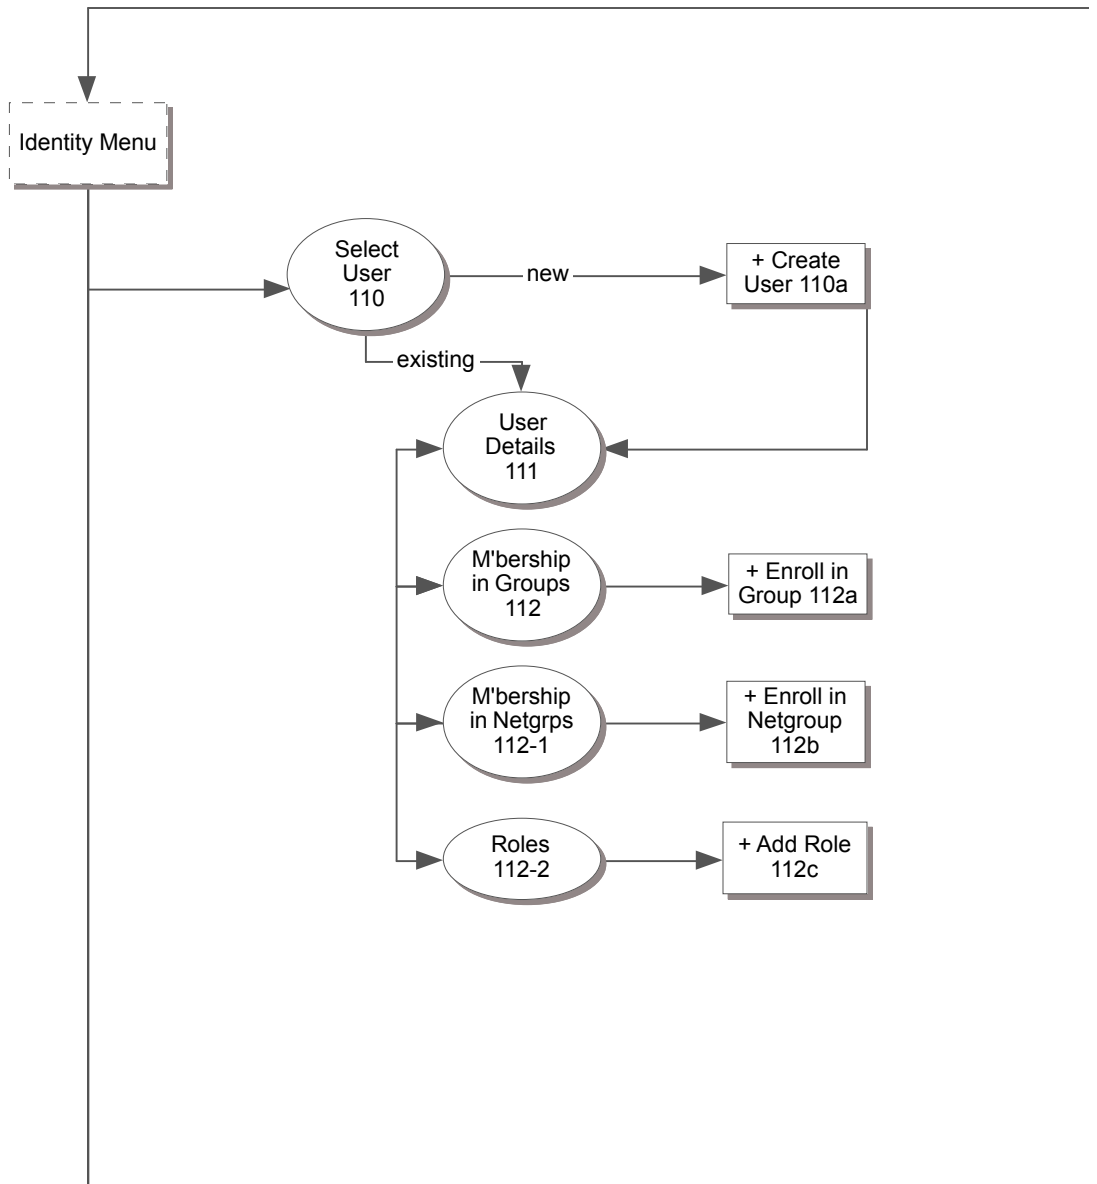 Identity Menu
Select
User
110
new
+ Create
User 110a
existing
User
Details
111
M'bership
in Groups
112
+ Enroll in
Group 112a
M'bership
in Netgrps
112-1
+ Enroll in
Netgroup
112b
Roles
112-2
+ Add Role
112c